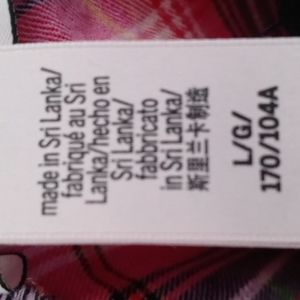 made in Sri Lanka/
fabriqué au Sri
Lanka/hecho en
Sri Lanka/
fabbricato
in Sri Lanka/
斯里兰卡制造
L/G/
170/104A